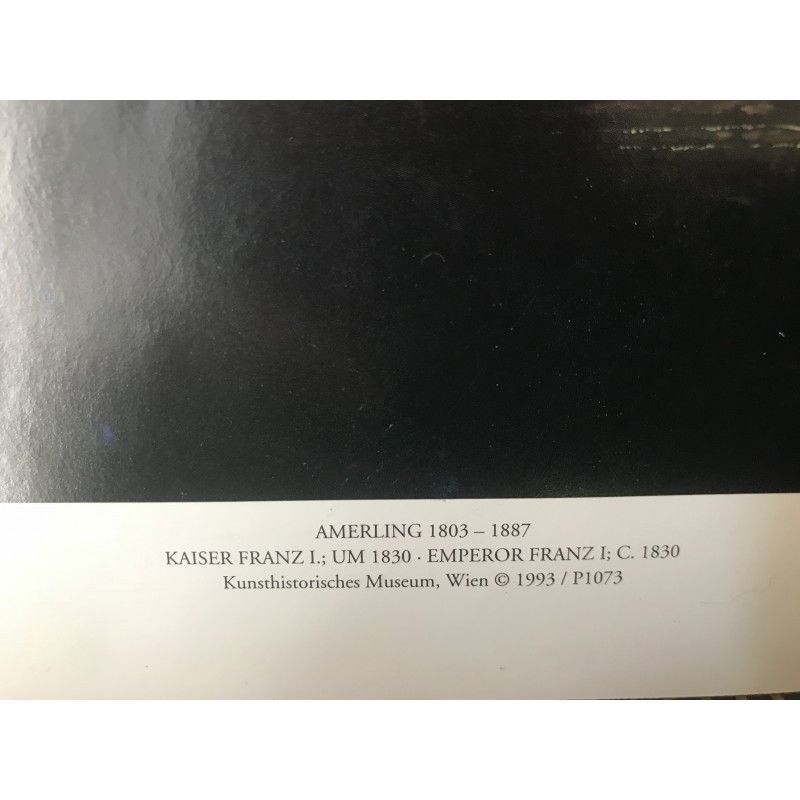 AMERLING 1803 – 1887
KAISER FRANZ I.; UM 1830 · EMPEROR FRANZ I; C. 1830
Kunsthistorisches Museum, Wien © 1993 / P1073